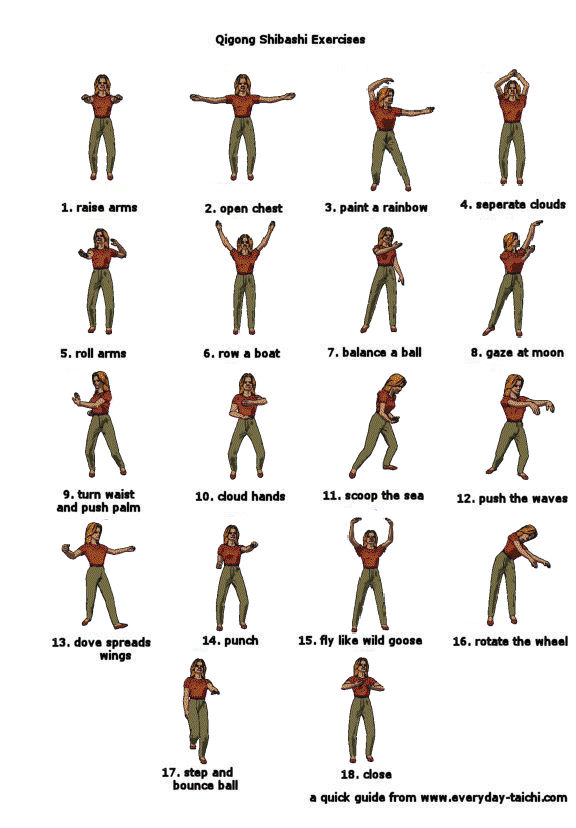 Qigong Shibashi Exercises
1. raise arms
2. open chest
3. paint a rainbow
4. seperate clouds
5. roll arms
6. row a boat
7. balance a ball
8. gaze at moon
9. turn waist
and push palm
10. cloud hands
11. scoop the sea
12. push the waves
13. dove spreads
wings
14. punch
15. fly like wild goose
16. rotate the wheel
17. step and
bounce ball
18. close
a quick guide from www.everyday-taichi.com